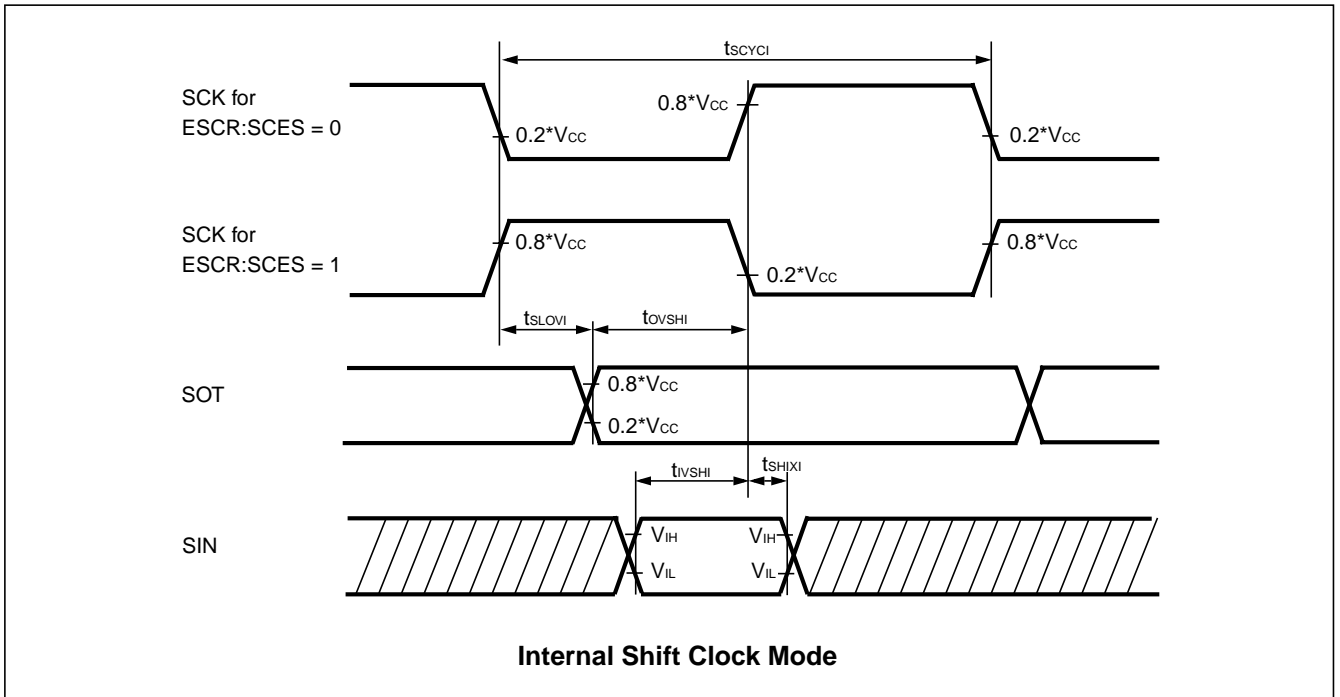 tSCYCI
SCK for
ESCR:SCES = 0
0.8*VCC
0.2*VCC
0.2*VCC
SCK for
ESCR:SCES = 1
0.8*VCC
0.8*VCC
0.2*VCC
tSLOVI
tOVSHI
SOT
0.8*VCC
0.2*VCC
tIVSHI
tSHIXI
SIN
VIH
VIH
VIL
VIL
Internal Shift Clock Mode